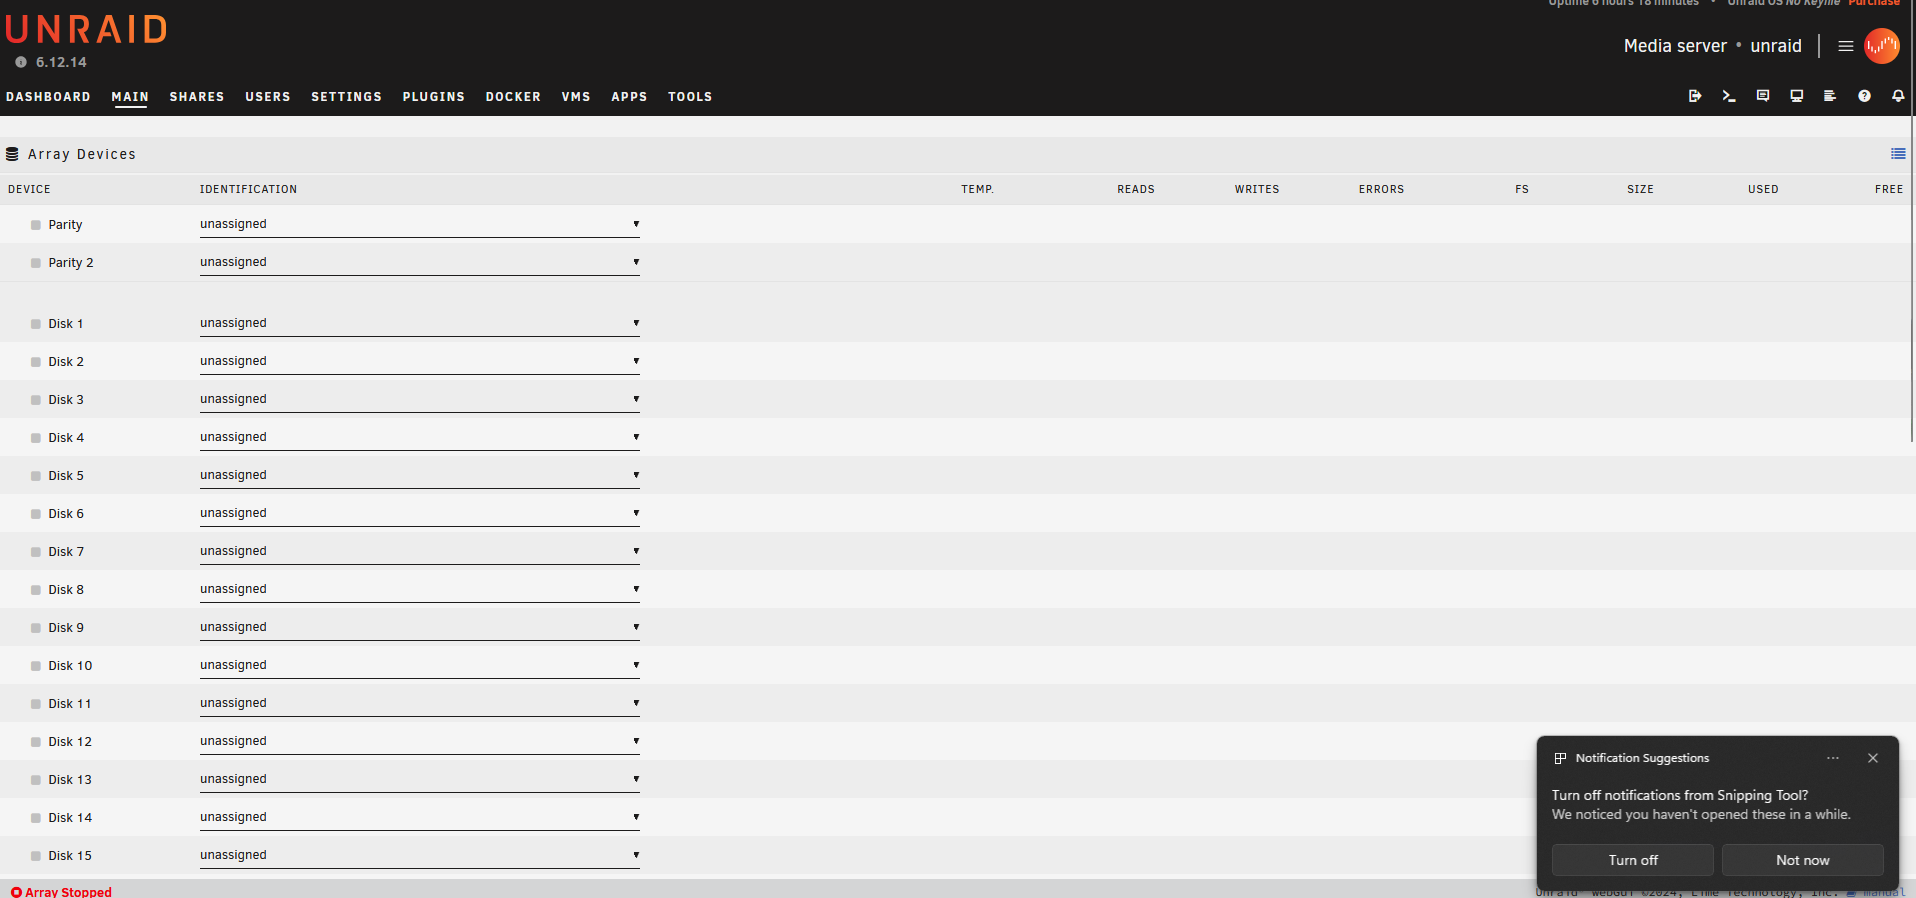 Uptime 6 hours 18 minutes • Unraid OS No Keyfile Purchase
UNRAID
6.12.14
Media server • unraid
DASHBOARD MAIN SHARES USERS SETTINGS PLUGINS DOCKER VMS APPS TOOLS
Array Devices
DEVICE IDENTIFICATION TEMP. READS WRITES ERRORS FS SIZE USED FREE
Parity unassigned
Parity 2 unassigned
Disk 1 unassigned
Disk 2 unassigned
Disk 3 unassigned
Disk 4 unassigned
Disk 5 unassigned
Disk 6 unassigned
Disk 7 unassigned
Disk 8 unassigned
Disk 9 unassigned
Disk 10 unassigned
Disk 11 unassigned
Disk 12 unassigned
Disk 13 unassigned
Disk 14 unassigned
Disk 15 unassigned
Notification Suggestions
Turn off notifications from Snipping Tool?
We noticed you haven't opened these in a while.
Turn off Not now
Array Stopped
Unraid® webGui ©2024, Lime Technology, Inc. manual